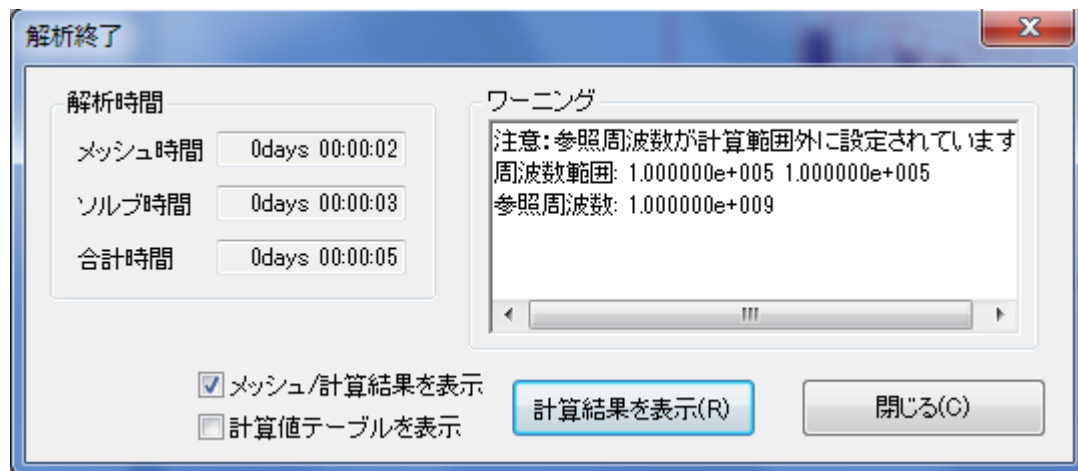 解析終了
解析時間
メッシュ時間 0days 00:00:02
ソルブ時間 0days 00:00:03
合計時間 0days 00:00:05
ワーニング
注意:参照周波数が計算範囲外に設定されています
周波数範囲: 1.000000e+005 1.000000e+005
参照周波数: 1.000000e+009
メッシュ/計算結果を表示
計算値テーブルを表示
計算結果を表示(R)
閉じる(C)